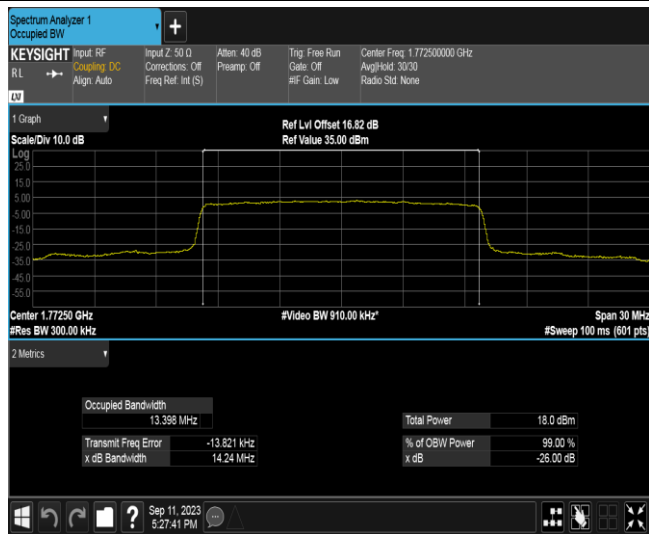 Spectrum Analyzer 1
Occupied BW
+
KEYSIGHT
RL
Input: RF
Coupling: DC
Align: Auto
Input Z: 50 Ω
Corrections: Off
Freq Ref: Int (S)
Atten: 40 dB
Preamp: Off
Trig: Free Run
Gate: Off
#IF Gain: Low
Center Freq: 1.772500000 GHz
Avg|Hold: 30/30
Radio Std: None
1 Graph
Scale/Div 10.0 dB
Ref Lvl Offset 16.82 dB
Ref Value 35.00 dBm
Log
25.0
15.0
5.00
-5.00
-15.0
-25.0
-35.0
-45.0
-55.0
Center 1.77250 GHz
#Res BW 300.00 kHz
#Video BW 910.00 kHz*
Span 30 MHz
#Sweep 100 ms (601 pts)
2 Metrics
Occupied Bandwidth
13.398 MHz
Transmit Freq Error -13.821 kHz
x dB Bandwidth 14.24 MHz
Total Power 18.0 dBm
% of OBW Power 99.00 %
x dB -26.00 dB
?
Sep 11, 2023
5:27:41 PM